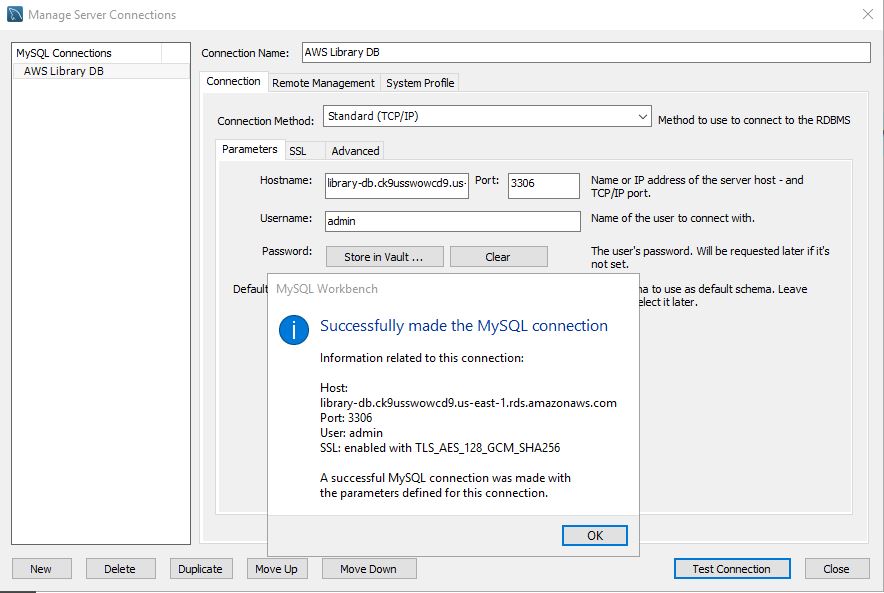 Manage Server Connections
MySQL Connections
AWS Library DB
Connection Name: AWS Library DB
Connection Remote Management System Profile
Connection Method: Standard (TCP/IP) Method to use to connect to the RDBMS
Parameters SSL Advanced
Hostname: library-db.ck9usswowcd9.us- Port: 3306 Name or IP address of the server host - and
TCP/IP port.
Username: admin Name of the user to connect with.
Password: Store in Vault ... Clear The user's password. Will be requested later if it's
not set.
Default to use as default schema. Leave
it later.
MySQL Workbench
Successfully made the MySQL connection
Information related to this connection:
Host:
library-db.ck9usswowcd9.us-east-1.rds.amazonaws.com
Port: 3306
User: admin
SSL: enabled with TLS_AES_128_GCM_SHA256
A successful MySQL connection was made with
the parameters defined for this connection.
OK
New Delete Duplicate Move Up Move Down Test Connection Close